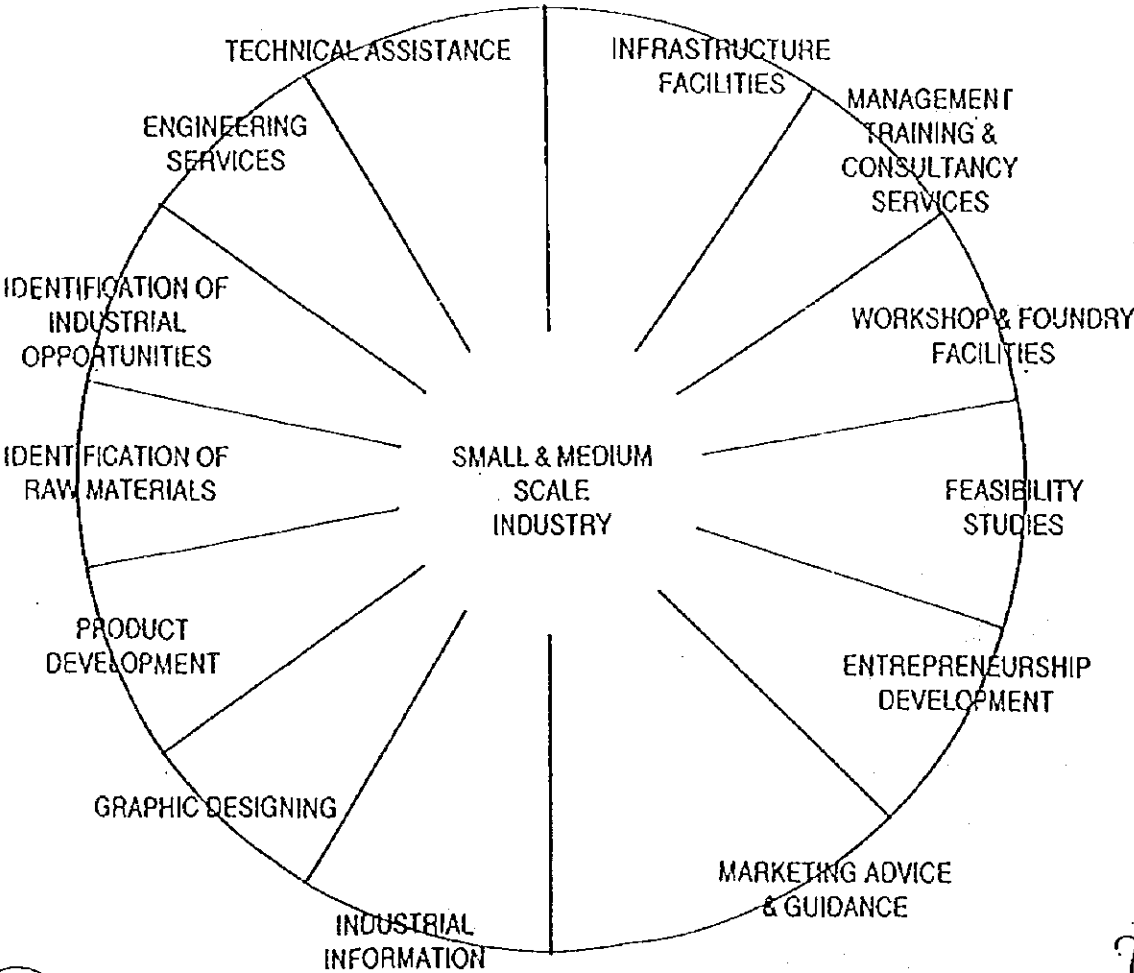 TECHNICAL ASSISTANCE
INFRASTRUCTURE
FACILITIES
MANAGEMENT
TRAINING &
CONSULTANCY
SERVICES
WORKSHOP & FOUNDRY
FACILITIES
FEASIBILITY
STUDIES
ENTREPRENEURSHIP
DEVELOPMENT
MARKETING ADVICE
& GUIDANCE
INDUSTRIAL
INFORMATION
GRAPHIC DESIGNING
PRODUCT
DEVELOPMENT
IDENTIFICATION OF
RAW MATERIALS
IDENTIFICATION OF
INDUSTRIAL
OPPORTUNITIES
ENGINEERING
SERVICES
SMALL & MEDIUM
SCALE
INDUSTRY